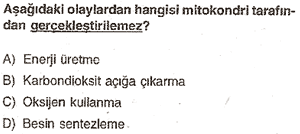 Aşağıdaki olaylardan hangisi mitokondri tarafın-
dan gerçekleştirilemez?
A) Enerji üretme
B) Karbondioksit açığa çıkarma
C) Oksijen kullanma
D) Besin sentezleme